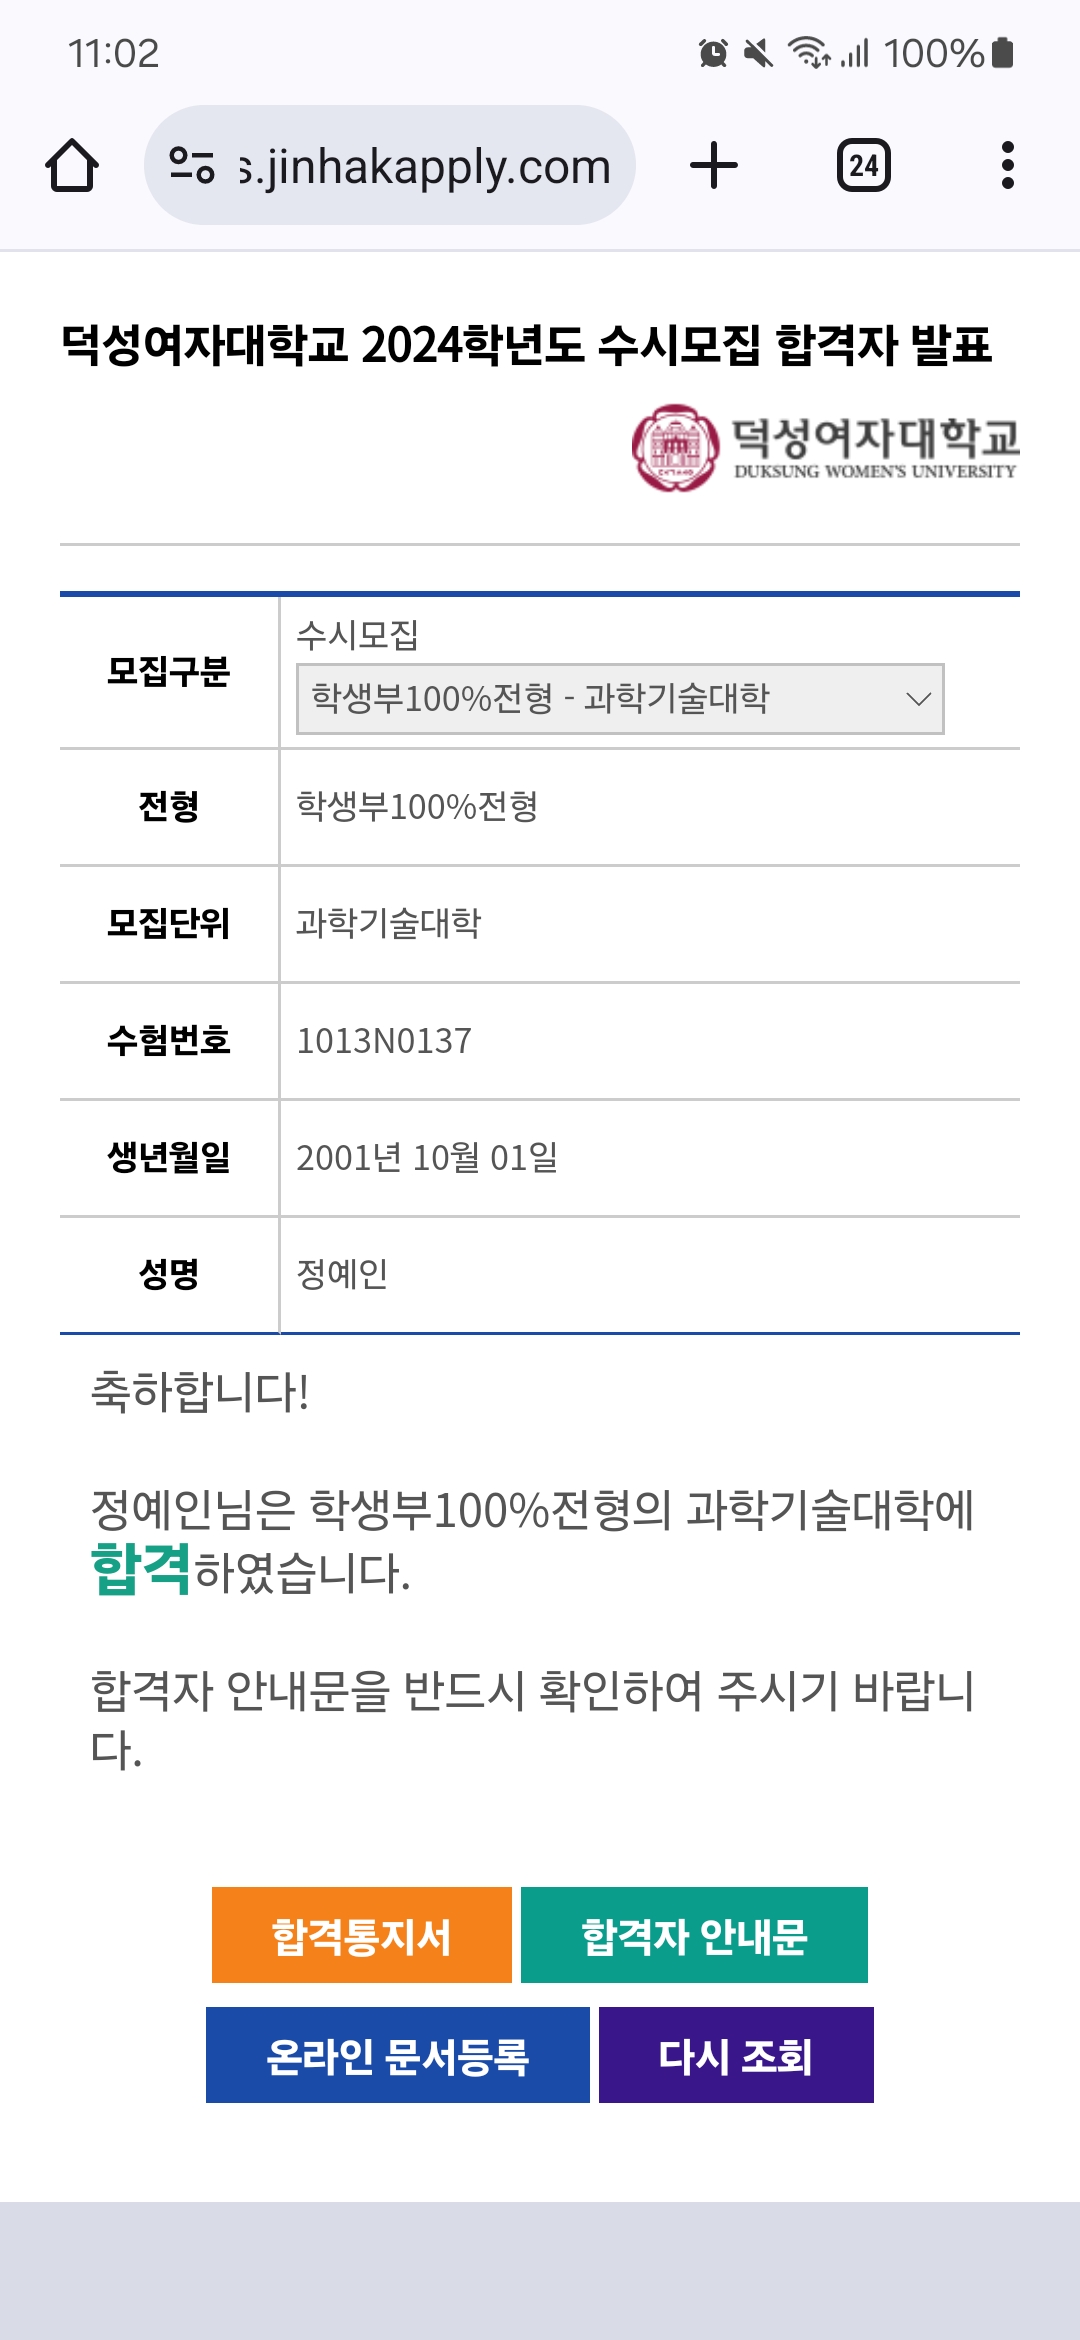 11:02
100%
s.jinhakapply.com
24
덕성여자대학교 2024학년도 수시모집 합격자 발표
덕성여자대학교
DUKSUNG WOMEN'S UNIVERSITY
모집구분
수시모집
학생부100%전형 - 과학기술대학
전형
학생부100%전형
모집단위
과학기술대학
수험번호
1013N0137
생년월일
2001년 10월 01일
성명
정예인
축하합니다!
정예인님은 학생부100%전형의 과학기술대학에
합격하였습니다.
합격자 안내문을 반드시 확인하여 주시기 바랍니
다.
합격통지서
합격자 안내문
온라인 문서등록
다시 조회